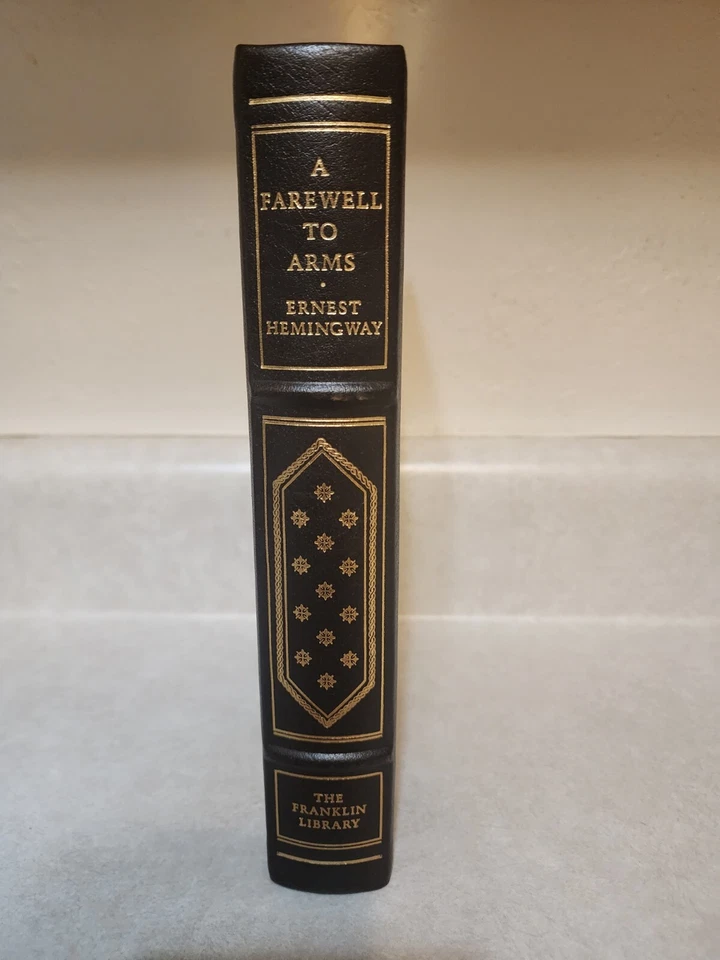 A
FAREWELL
TO
ARMS
·
ERNEST
HEMINGWAY
THE
FRANKLIN
LIBRARY